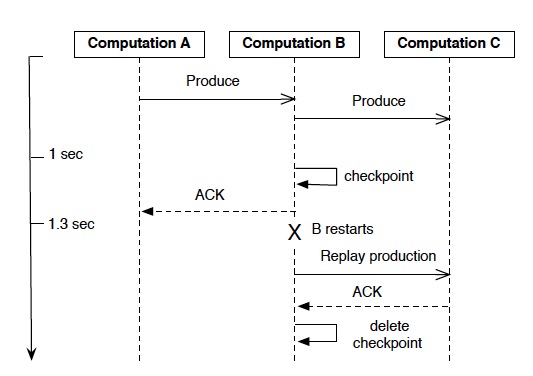 Computation A
Computation B
Computation C
Produce
Produce
1 sec
checkpoint
ACK
1.3 sec
X
B restarts
Replay production
ACK
delete
checkpoint